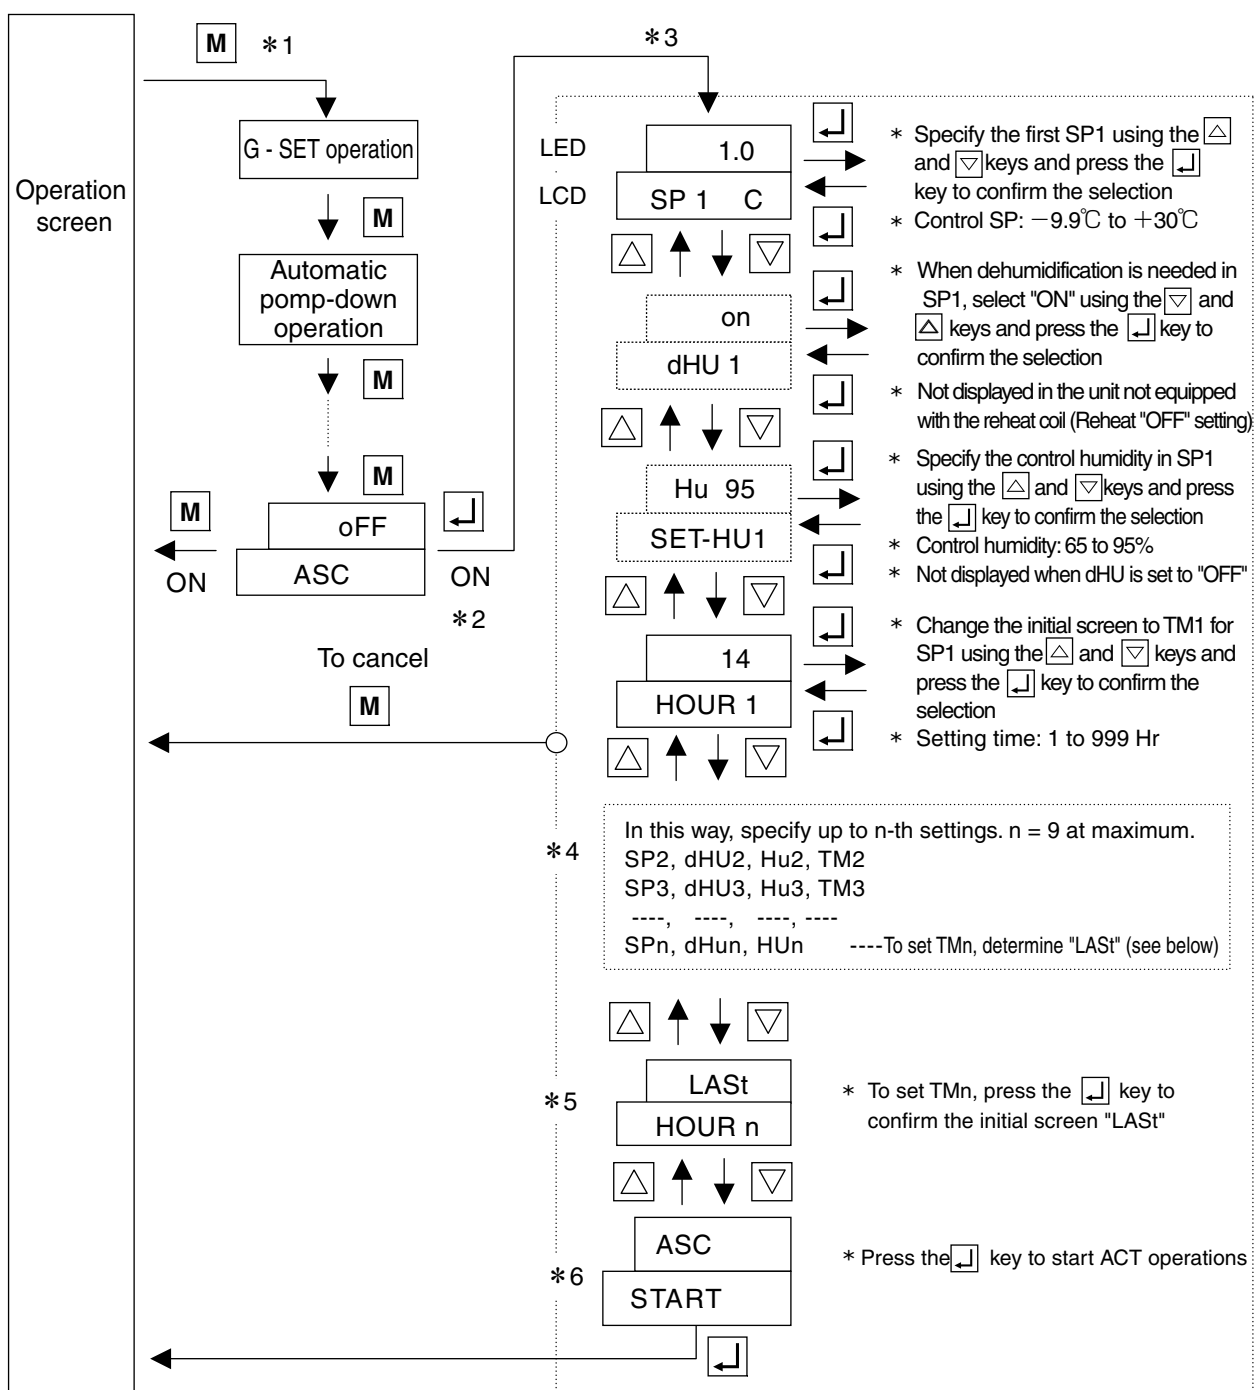 M *1
*3
G - SET operation
M
Automatic
pomp-down
operation
M
M
Operation
screen
M
ON
oFF
ASC
ON
*2
To cancel
M
LED
LCD
1.0
SP 1 C
* Specify the first SP1 using the △
and ▽ keys and press the ↵
key to confirm the selection
* Control SP: −9.9℃ to +30℃
on
dHU 1
* When dehumidification is needed in
SP1, select "ON" using the ▽ and
△ keys and press the ↵ key to
confirm the selection
* Not displayed in the unit not equipped
with the reheat coil (Reheat "OFF" setting)
Hu 95
SET-HU1
* Specify the control humidity in SP1
using the △ and ▽ keys and press
the ↵ key to confirm the selection
* Control humidity: 65 to 95%
* Not displayed when dHU is set to "OFF"
14
HOUR 1
* Change the initial screen to TM1 for
SP1 using the △ and ▽ keys and
press the ↵ key to confirm the
selection
* Setting time: 1 to 999 Hr
*4
In this way, specify up to n-th settings. n = 9 at maximum.
SP2, dHU2, Hu2, TM2
SP3, dHU3, Hu3, TM3
----, ----, ----, ----
SPn, dHun, HUn ----To set TMn, determine "LASt" (see below)
*5
LASt
HOUR n
* To set TMn, press the ↵ key to
confirm the initial screen "LASt"
*6
ASC
START
* Press the ↵ key to start ACT operations